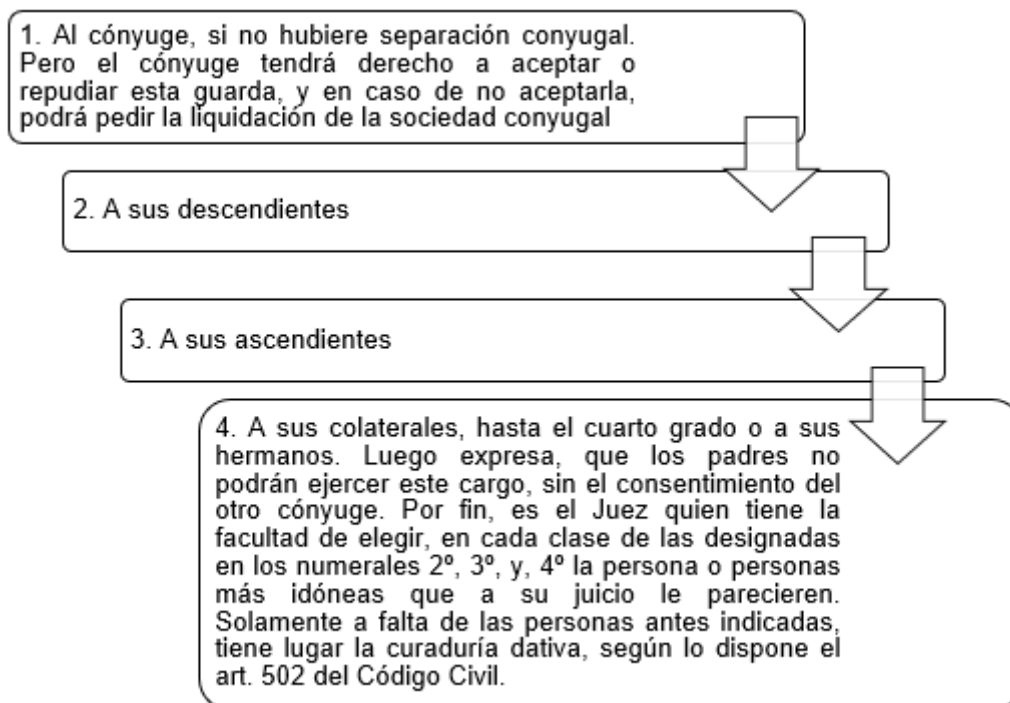 1. Al cónyuge, si no hubiere separación conyugal.
Pero el cónyuge tendrá derecho a aceptar o
repudiar esta guarda, y en caso de no aceptarla,
podrá pedir la liquidación de la sociedad conyugal
2. A sus descendientes
3. A sus ascendientes
4. A sus colaterales, hasta el cuarto grado o a sus
hermanos. Luego expresa, que los padres no
podrán ejercer este cargo, sin el consentimiento del
otro cónyuge. Por fin, es el Juez quien tiene la
facultad de elegir, en cada clase de las designadas
en los numerales 2º, 3º, y, 4º la persona o personas
más idóneas que a su juicio le parecieren.
Solamente a falta de las personas antes indicadas,
tiene lugar la curaduría dativa, según lo dispone el
art. 502 del Código Civil.